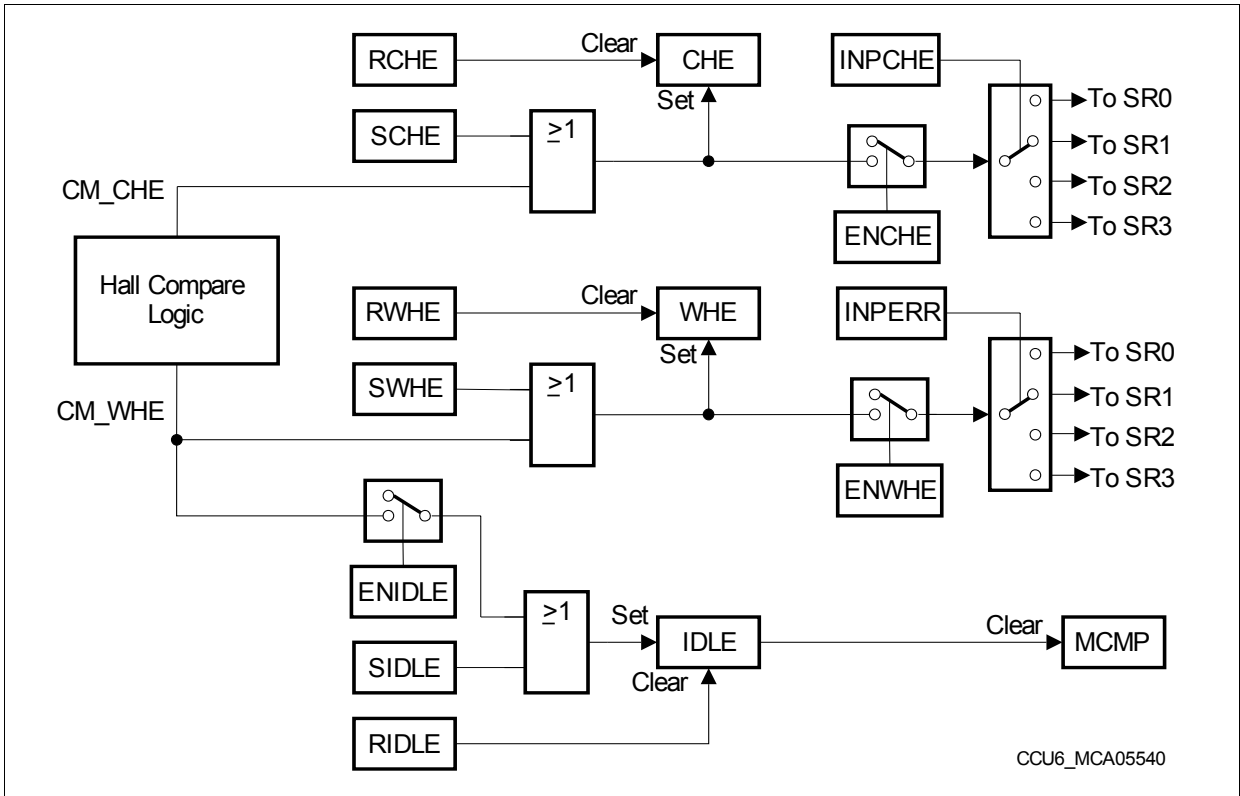 RCHE
Clear
CHE
INPCHE
Set
To SR0
SCHE
≥1
To SR1
CM_CHE
To SR2
ENCHE
To SR3
Hall Compare
Logic
RWHE
Clear
WHE
INPERR
Set
To SR0
SWHE
≥1
To SR1
CM_WHE
To SR2
ENWHE
To SR3
ENIDLE
≥1
Set
IDLE
Clear
MCMP
SIDLE
Clear
RIDLE
CCU6_MCA05540